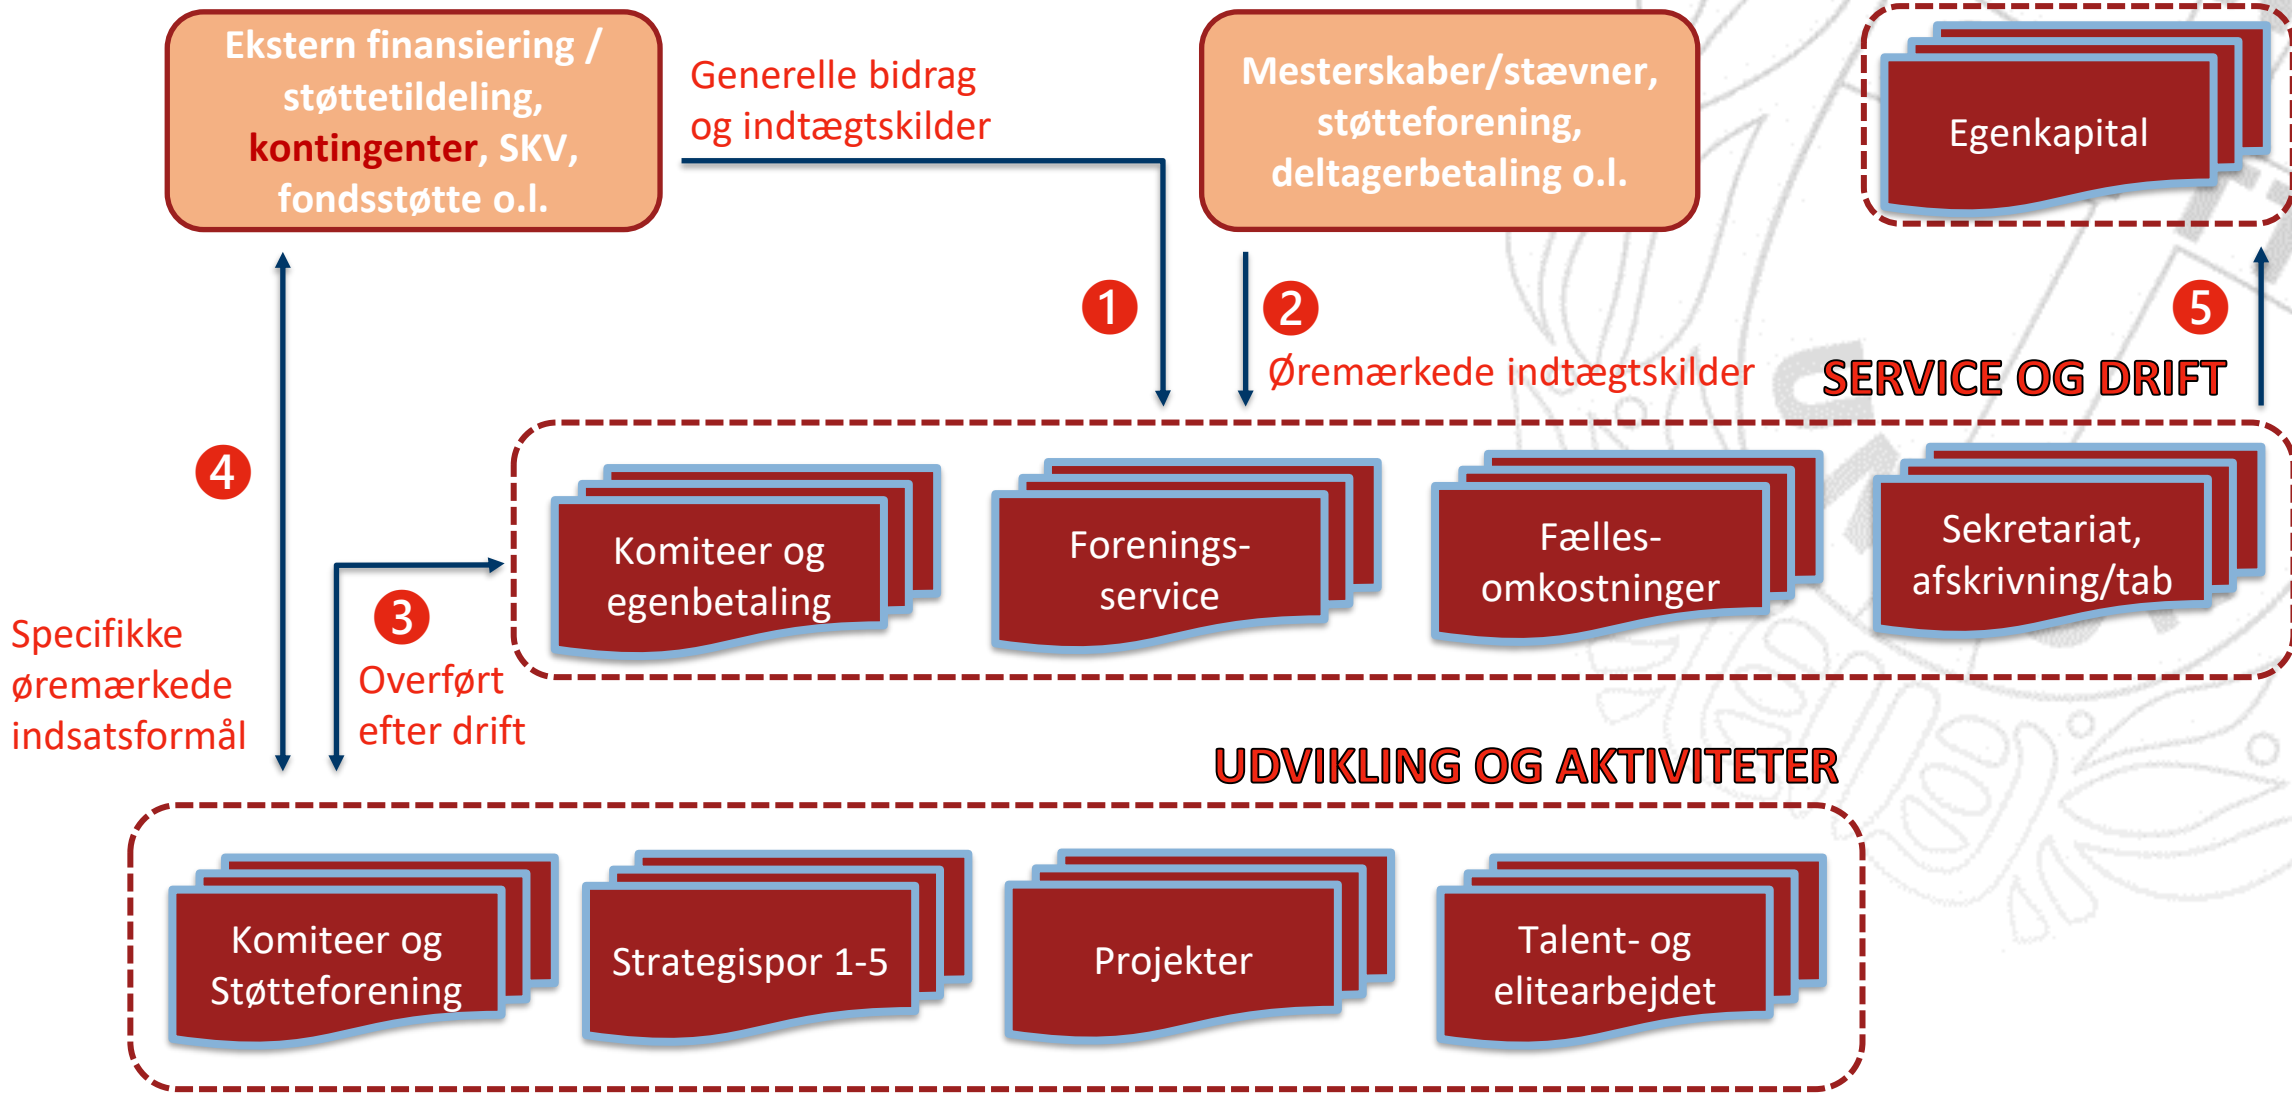 Ekstern finansiering /
støttetildeling,
kontingenter, SKV,
fondsstøtte o.l.
Generelle bidrag
og indtægtskilder
Mesterskaber/stævner,
støtteforening,
deltagerbetaling o.l.
Egenkapital
1
2
5
Øremærkede indtægtskilder
SERVICE OG DRIFT
4
Komiteer og
egenbetaling
Forenings-
service
Fælles-
omkostninger
Sekretariat,
afskrivning/tab
3
Overført
efter drift
Specifikke
øremærkede
indsatsformål
UDVIKLING OG AKTIVITETER
Komiteer og
Støtteforening
Strategispor 1-5
Projekter
Talent- og
elitearbejdet